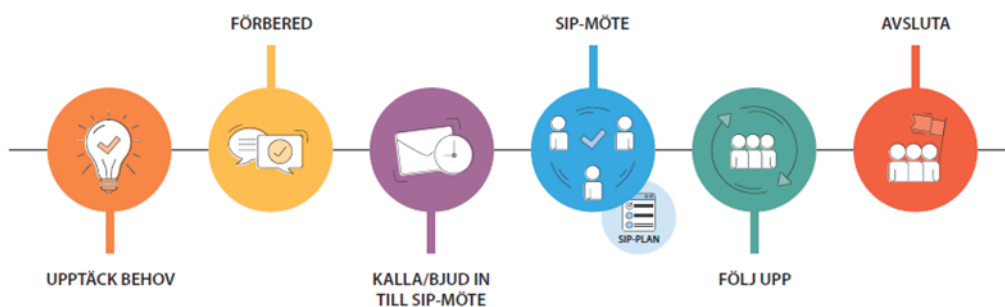 UPPTÄCK BEHOV
FÖRBERED
KALLA/BJUD IN
TILL SIP-MÖTE
SIP-MÖTE
SIP-PLAN
FÖLJ UPP
AVSLUTA